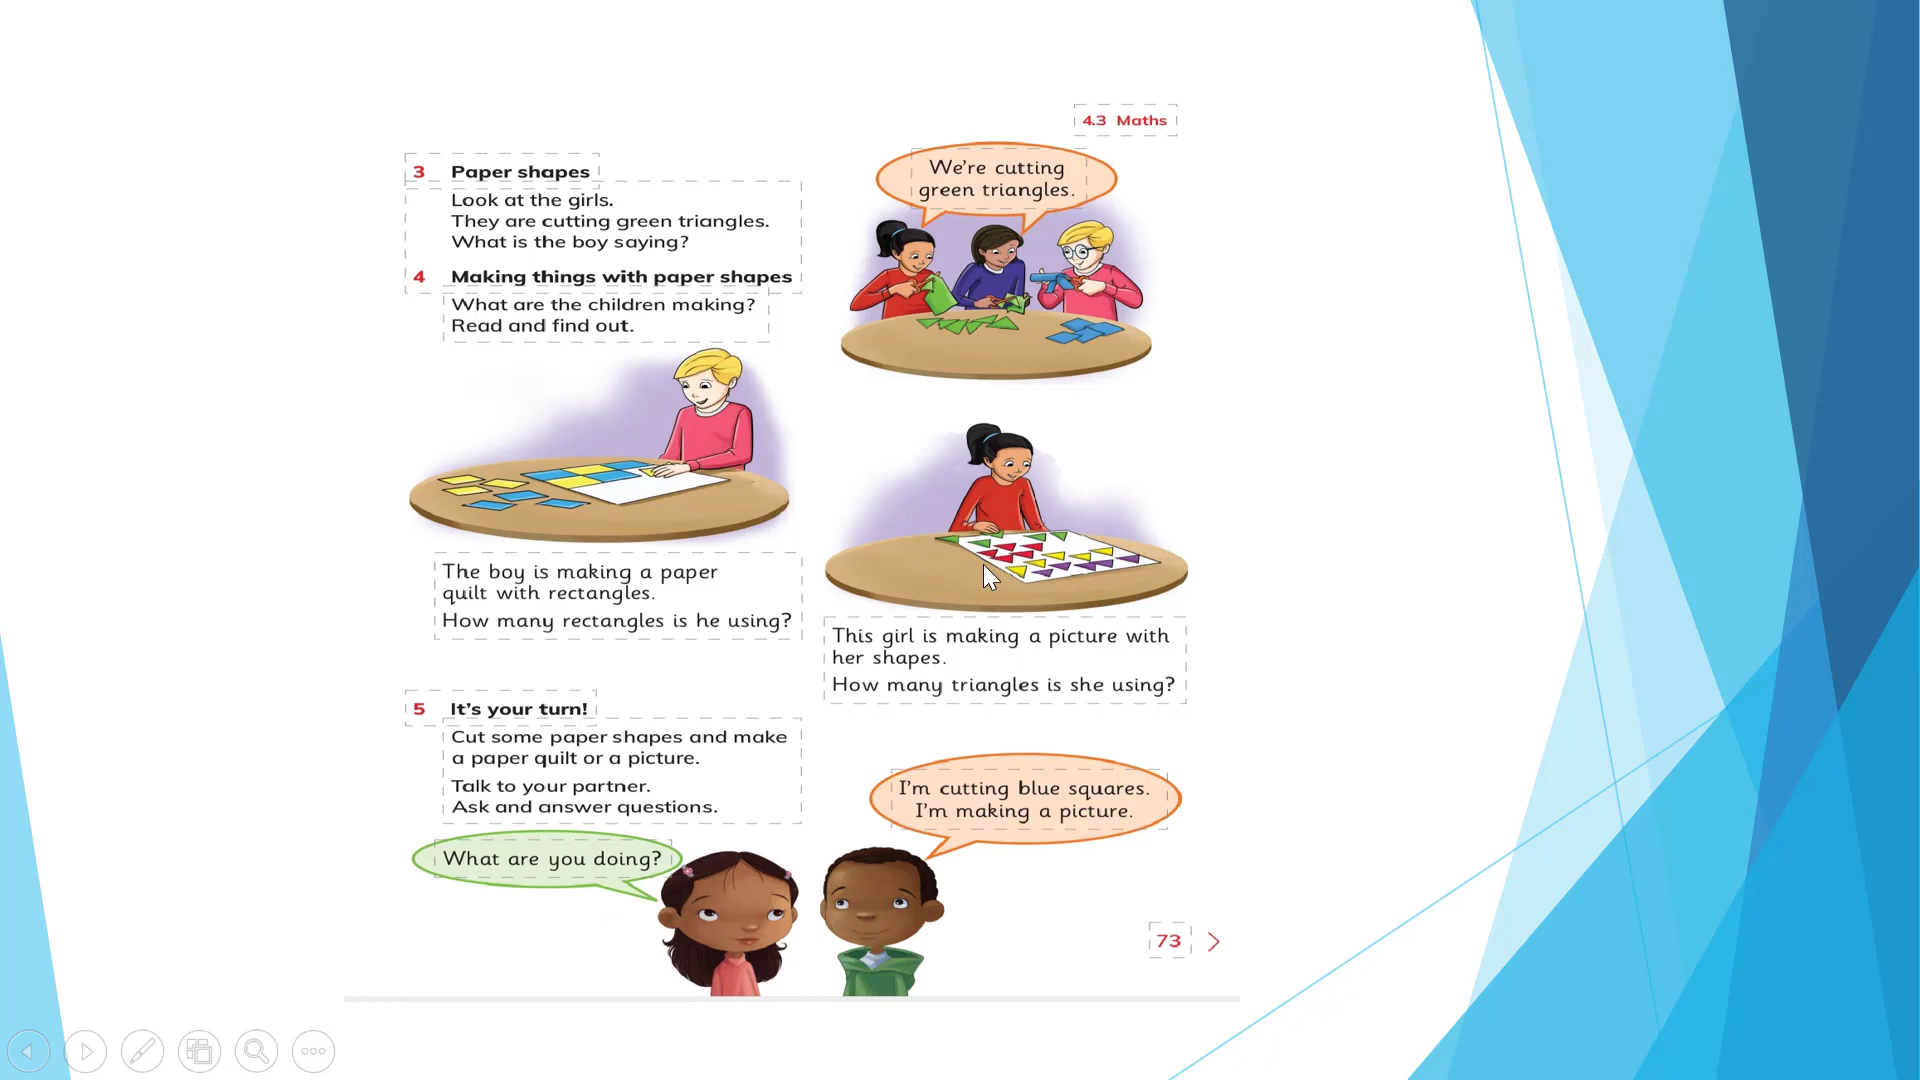 4.3 Maths
3 Paper shapes
Look at the girls.
They are cutting green triangles.
What is the boy saying?
We're cutting
green triangles.
4 Making things with paper shapes
What are the children making?
Read and find out.
The boy is making a paper
quilt with rectangles.
How many rectangles is he using?
This girl is making a picture with
her shapes.
How many triangles is she using?
5 It's your turn!
Cut some paper shapes and make
a paper quilt or a picture.
Talk to your partner.
Ask and answer questions.
What are you doing?
I'm cutting blue squares.
I'm making a picture.
73